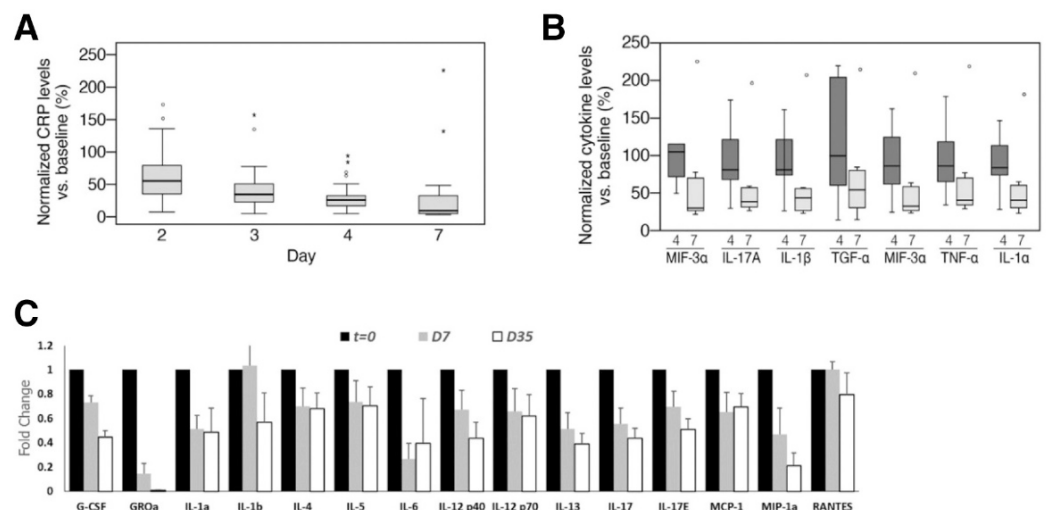 A
Normalized CRP levels
vs. baseline (%)
250
200
150
100
50
0
2 3 4 7
Day
B
Normalized cytokine levels
vs. baseline (%)
250
200
150
100
50
0
4 7 4 7 4 7 4 7 4 7 4 7 4 7
MIF-3α IL-17A IL-1β TGF-α MIF-3α TNF-α IL-1α
C
t=0 D7 D35
Fold Change
1.2
1
0.8
0.6
0.4
0.2
0
G-CSF GROa IL-1a IL-1b IL-4 IL-5 IL-6 IL-12 p40 IL-12 p70 IL-13 IL-17 IL-17E MCP-1 MIP-1a RANTES